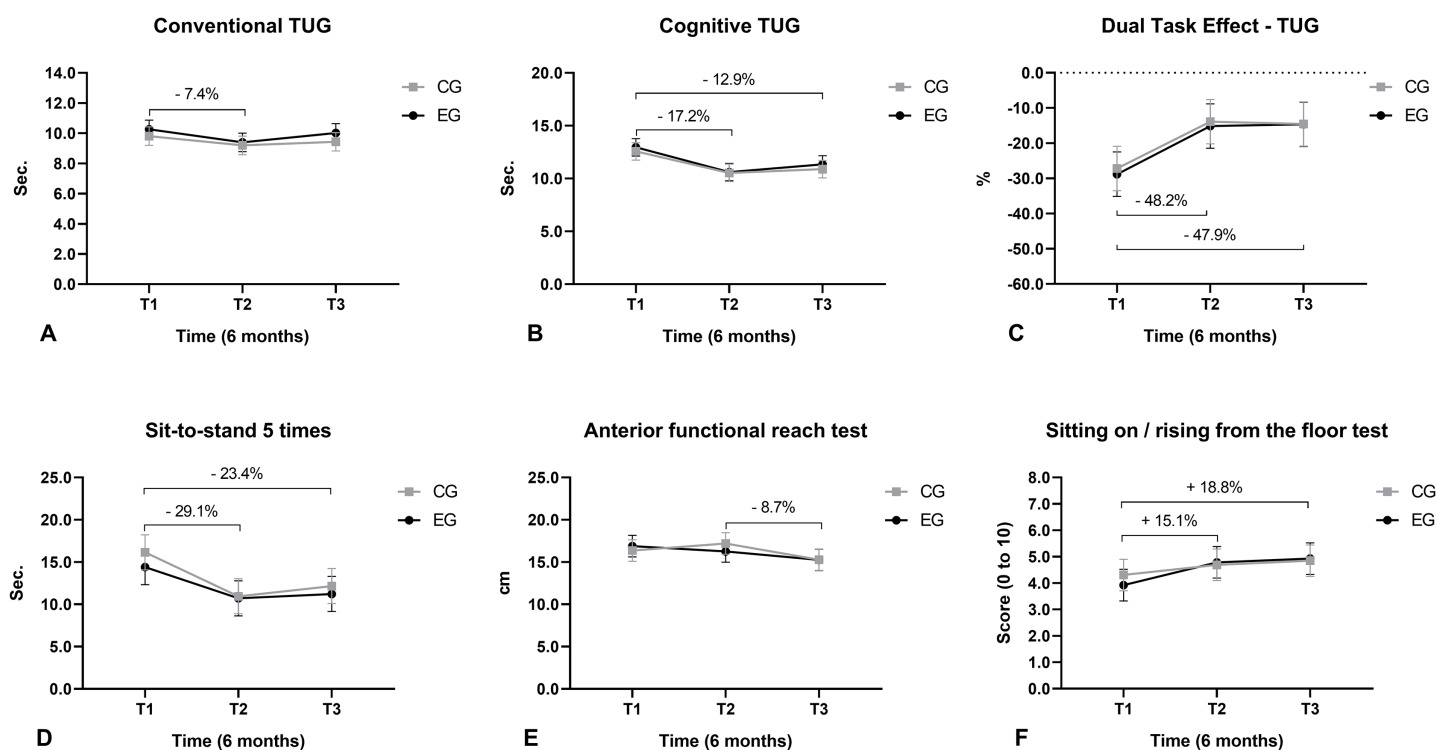 Conventional TUG
14.0
12.0
10.0
8.0
6.0
4.0
2.0
0.0
Sec.
- 7.4%
CG
EG
T1 T2 T3
A
Time (6 months)
Cognitive TUG
20.0
15.0
10.0
5.0
0.0
Sec.
- 12.9%
- 17.2%
CG
EG
T1 T2 T3
B
Time (6 months)
Dual Task Effect - TUG
0.0
-10.0
-20.0
-30.0
-40.0
-50.0
-60.0
%
- 48.2%
- 47.9%
CG
EG
T1 T2 T3
C
Time (6 months)
Sit-to-stand 5 times
25.0
20.0
15.0
10.0
5.0
0.0
Sec.
- 23.4%
- 29.1%
CG
EG
T1 T2 T3
D
Time (6 months)
Anterior functional reach test
25.0
20.0
15.0
10.0
5.0
0.0
cm
- 8.7%
CG
EG
T1 T2 T3
E
Time (6 months)
Sitting on / rising from the floor test
8.0
7.0
6.0
5.0
4.0
3.0
2.0
1.0
0.0
Score (0 to 10)
+ 18.8%
+ 15.1%
CG
EG
T1 T2 T3
F
Time (6 months)